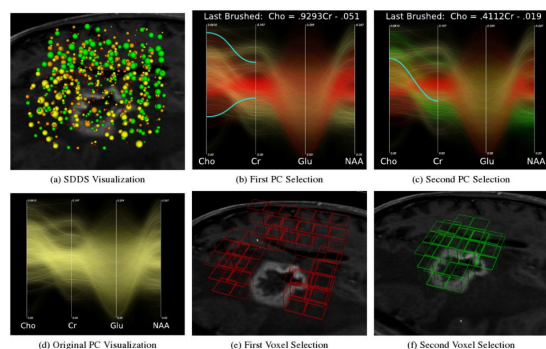 Last Brushed: Cho = .9293Cr - .051
Last Brushed: Cho = .4112Cr - .019
Cho Cr Glu NAA
Cho Cr Glu NAA
(a) SDDS Visualization
(b) First PC Selection
(c) Second PC Selection
Cho Cr Glu NAA
(d) Original PC Visualization
(e) First Voxel Selection
(f) Second Voxel Selection